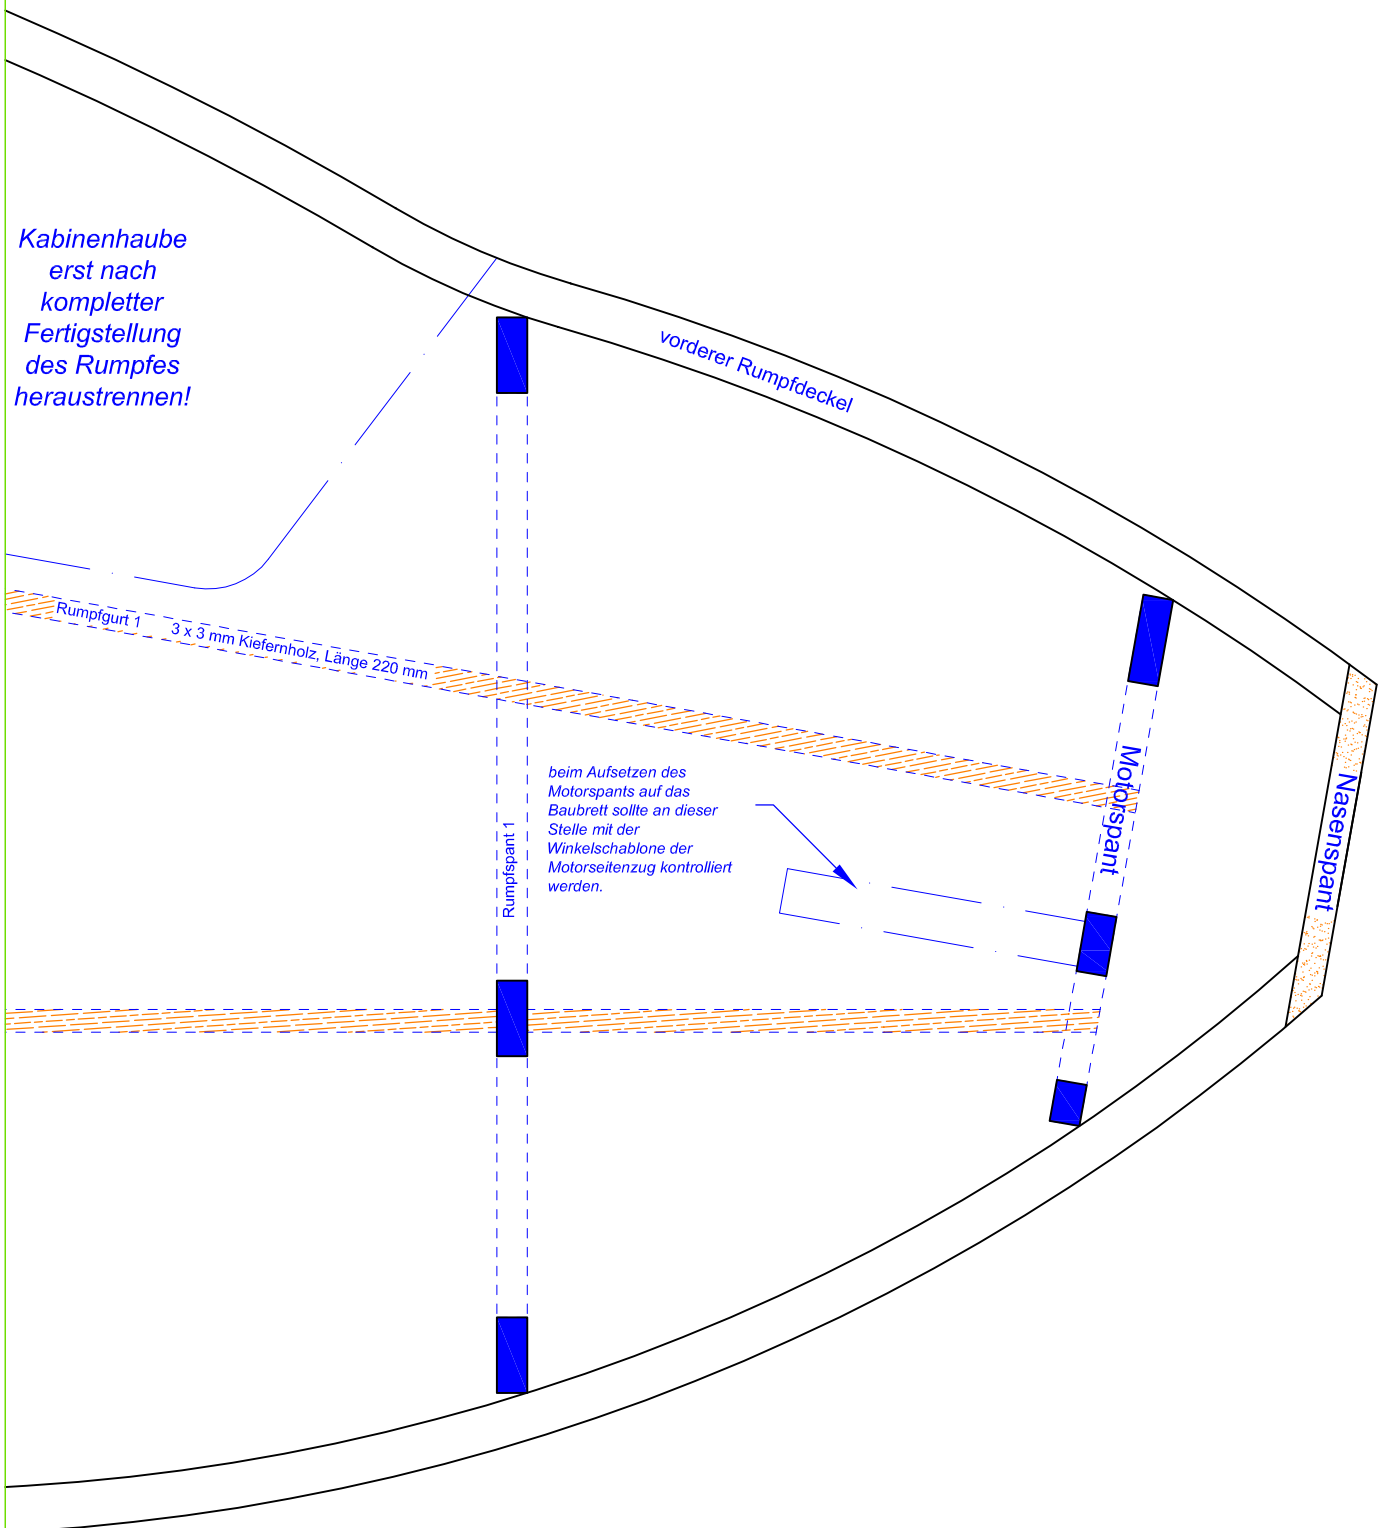 Kabinenhaube
erst nach
kompletter
Fertigstellung
des Rumpfes
heraustrennen!
vorderer Rumpfdeckel
Rumpfgurt 1 3 x 3 mm Kiefernholz, Länge 220 mm
beim Aufsetzen des
Motorspants auf das
Baubrett sollte an dieser
Stelle mit der
Winkelschablone der
Motorseitenzug kontrolliert
werden.
Rumpfspant 1
Motorspant
Nasenspant